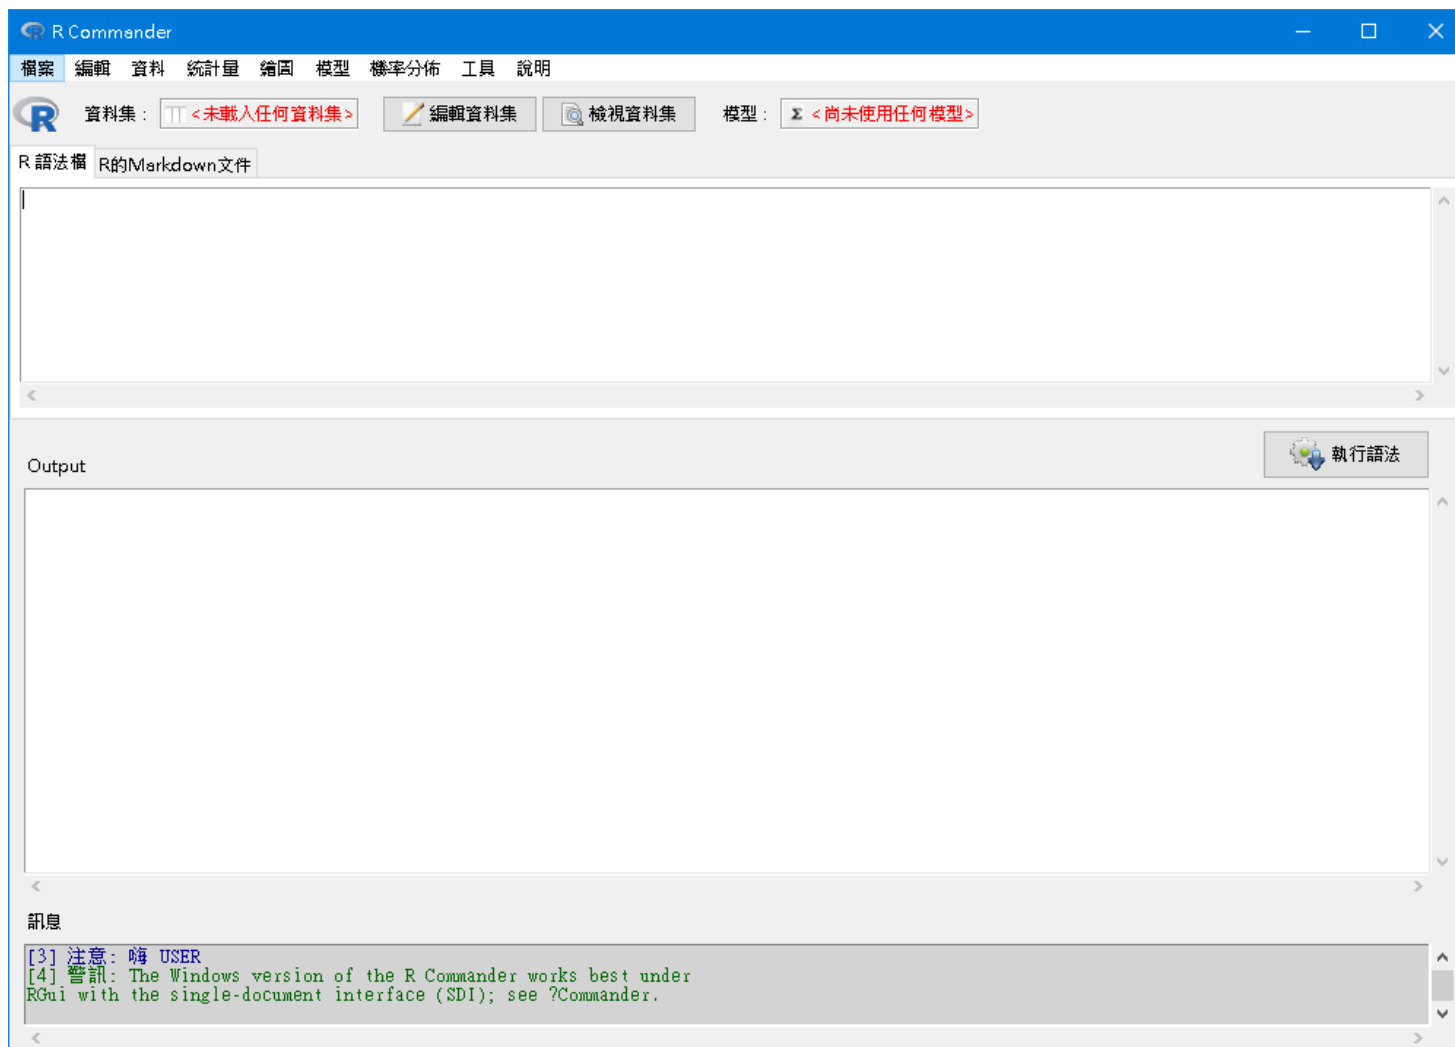 R Commander
檔案 編輯 資料 統計量 繪圖 模型 機率分佈 工具 說明
R 資料集： <未載入任何資料集> 編輯資料集 檢視資料集 模型： Σ <尚未使用任何模型>
R 語法檔 R的Markdown文件
執行語法
Output
訊息
[3] 注意: 嗨 USER
[4] 警訊: The Windows version of the R Commander works best under
RGui with the single-document interface (SDI); see ?Commander.